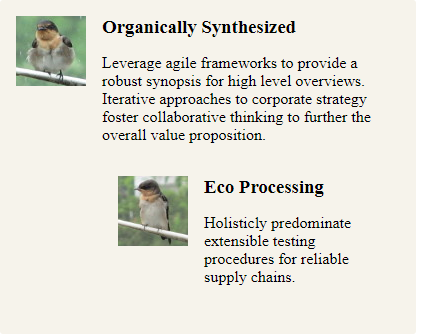 Organically Synthesized
Leverage agile frameworks to provide a
robust synopsis for high level overviews.
Iterative approaches to corporate strategy
foster collaborative thinking to further the
overall value proposition.
Eco Processing
Holisticly predominate
extensible testing
procedures for reliable
supply chains.